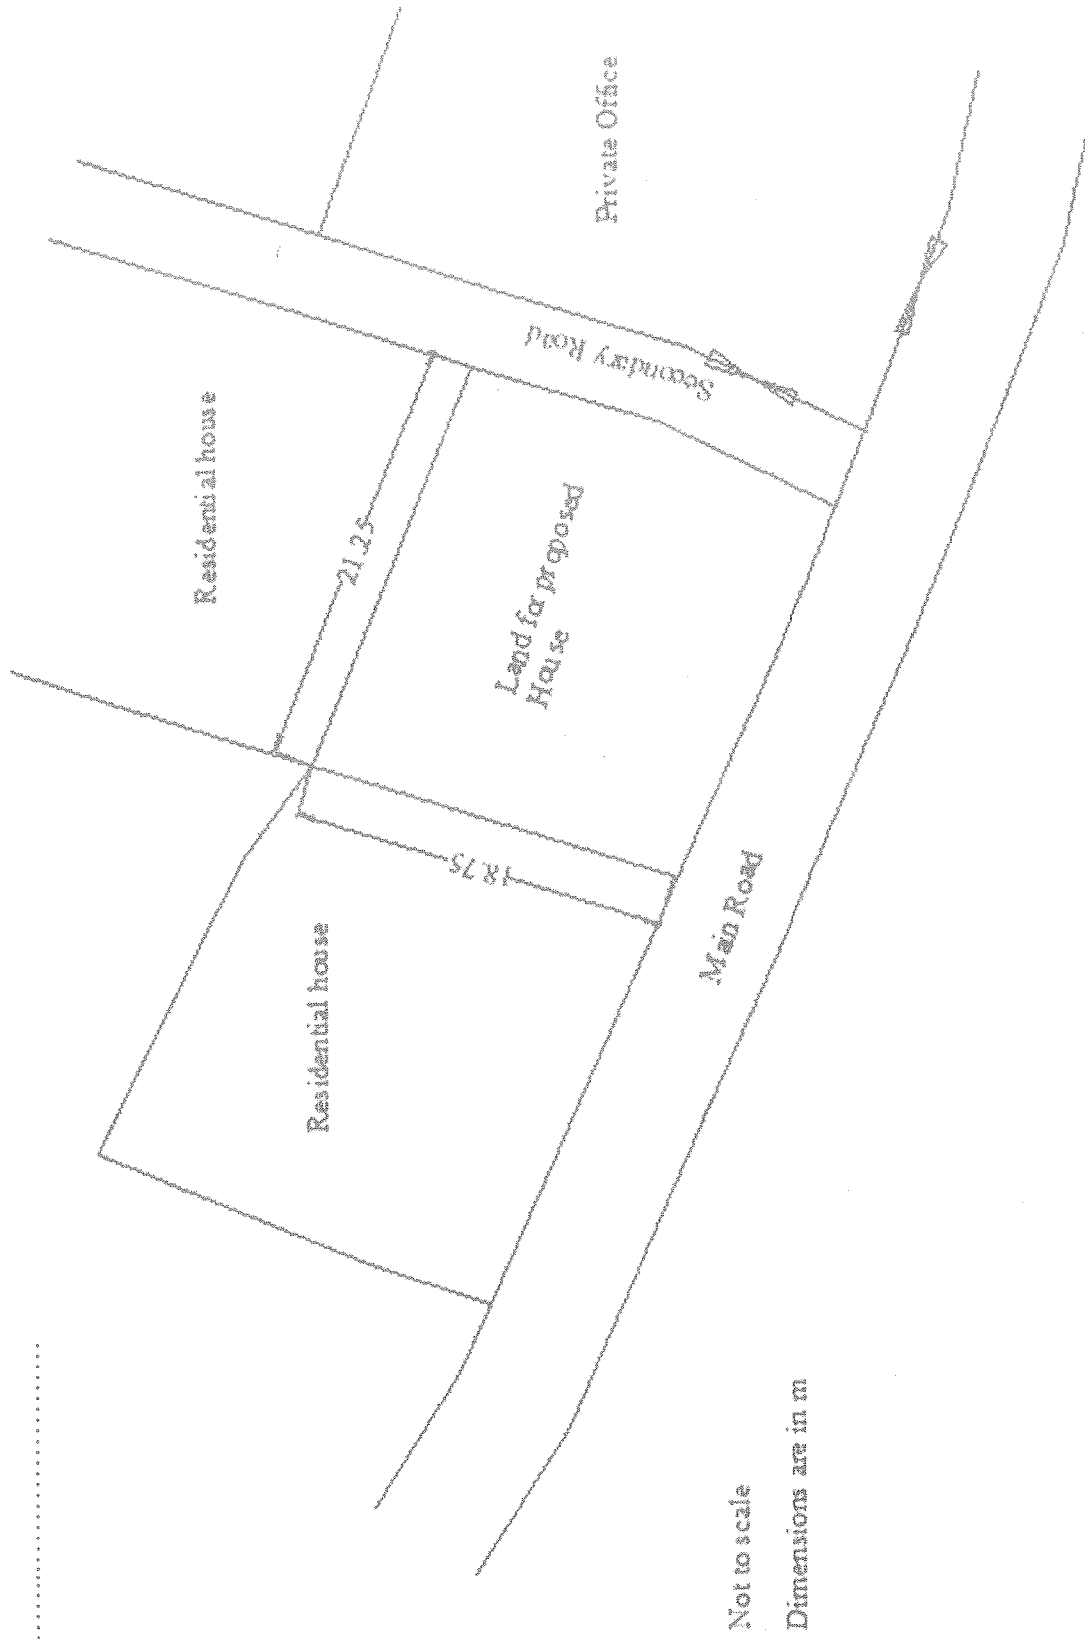 Residential house
Private Office
Secondary Road
21.25
Land for proposed
House
18.75
Residential house
Main Road
Not to scale
Dimensions are in m